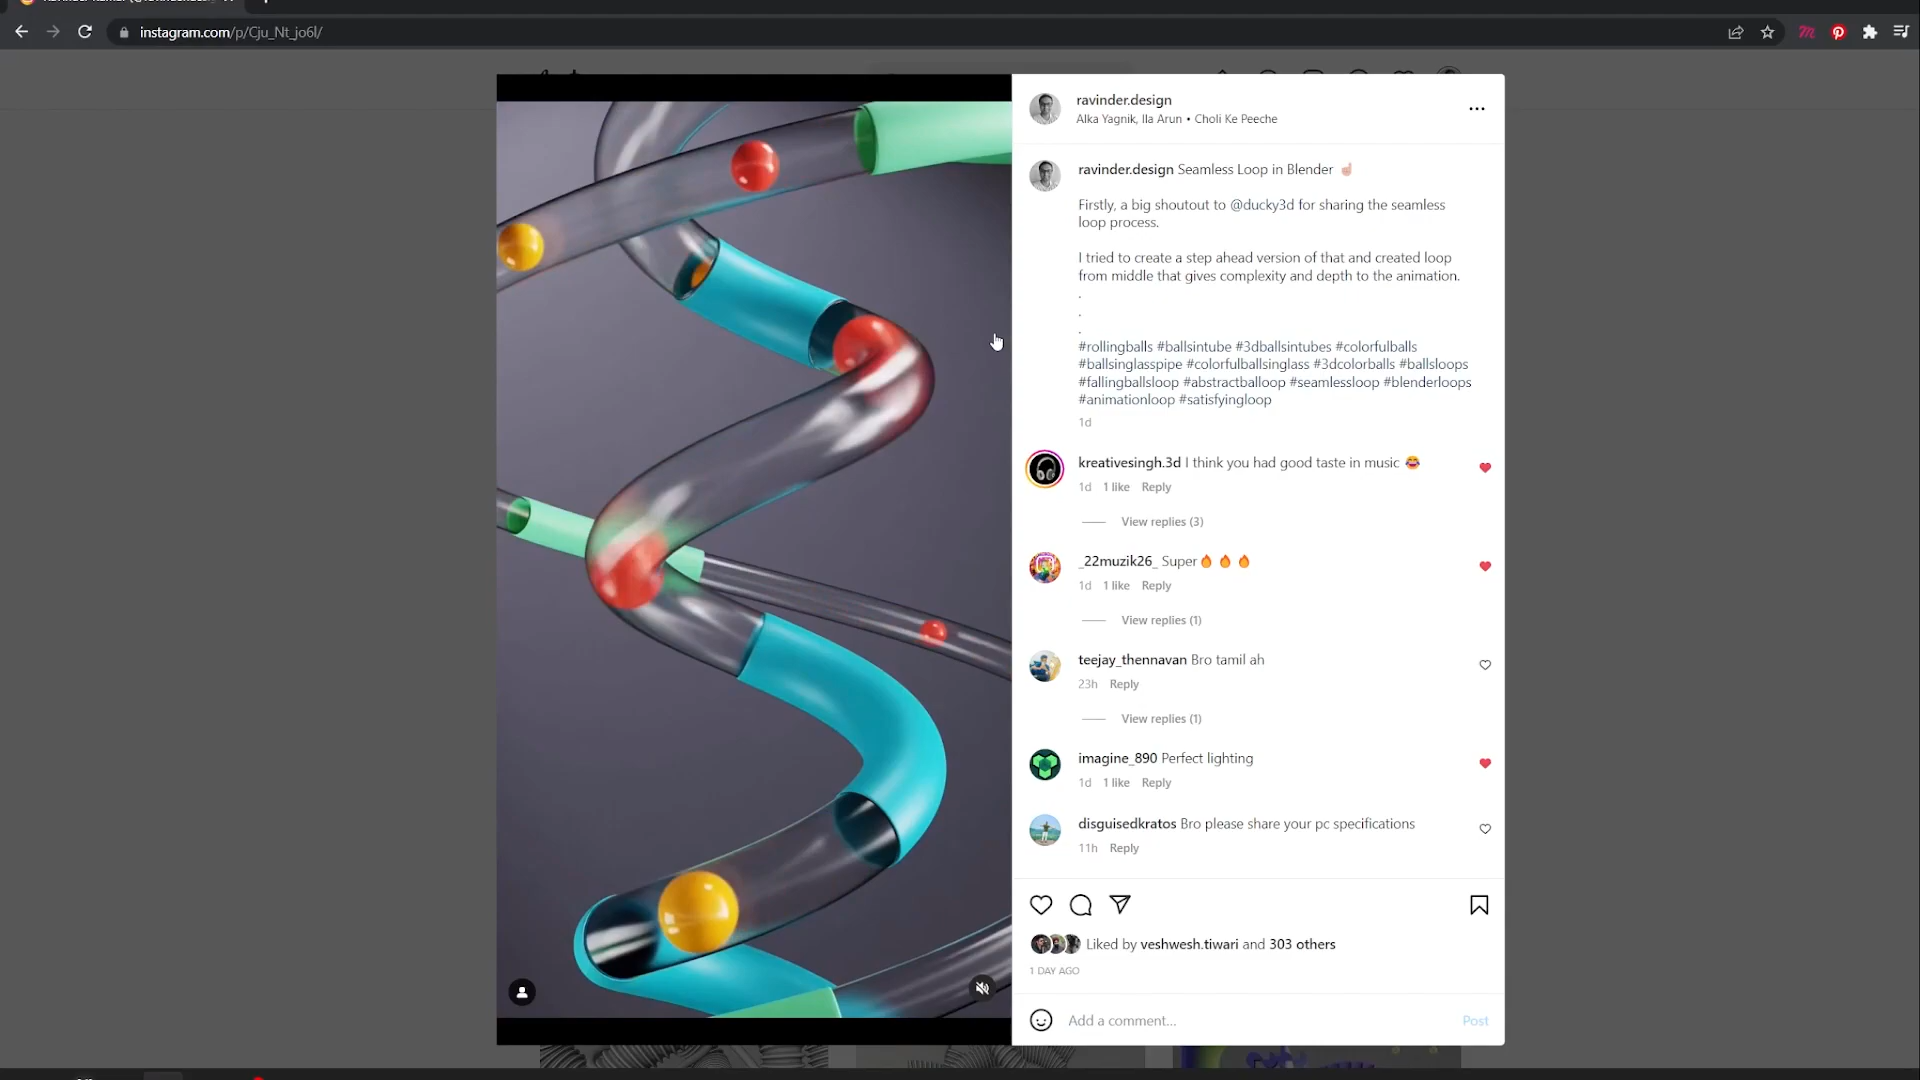 instagram.com/p/Cju_Nt_jo6l/
ravinder.design
Alka Yagnik, Ila Arun • Choli Ke Peeche
ravinder.design Seamless Loop in Blender ☝🏻
Firstly, a big shoutout to @ducky3d for sharing the seamless
loop process.
I tried to create a step ahead version of that and created loop
from middle that gives complexity and depth to the animation.
.
.
.
#rollingballs #ballsintube #3dballsintubes #colorfulballs
#ballsinglasspipe #colorfulballsinglass #3dcolorballs #ballsloops
#fallingballsloop #abstractballoop #seamlessloop #blenderloops
#animationloop #satisfyingloop
1d
kreativesingh.3d I think you had good taste in music 😂
1d 1 like Reply
View replies (3)
_22muzik26_ Super🔥 🔥 🔥
1d 1 like Reply
View replies (1)
teejay_thennavan Bro tamil ah
23h Reply
View replies (1)
imagine_890 Perfect lighting
1d 1 like Reply
disguisedkratos Bro please share your pc specifications
11h Reply
Liked by veshwesh.tiwari and 303 others
1 DAY AGO
Add a comment...
Post